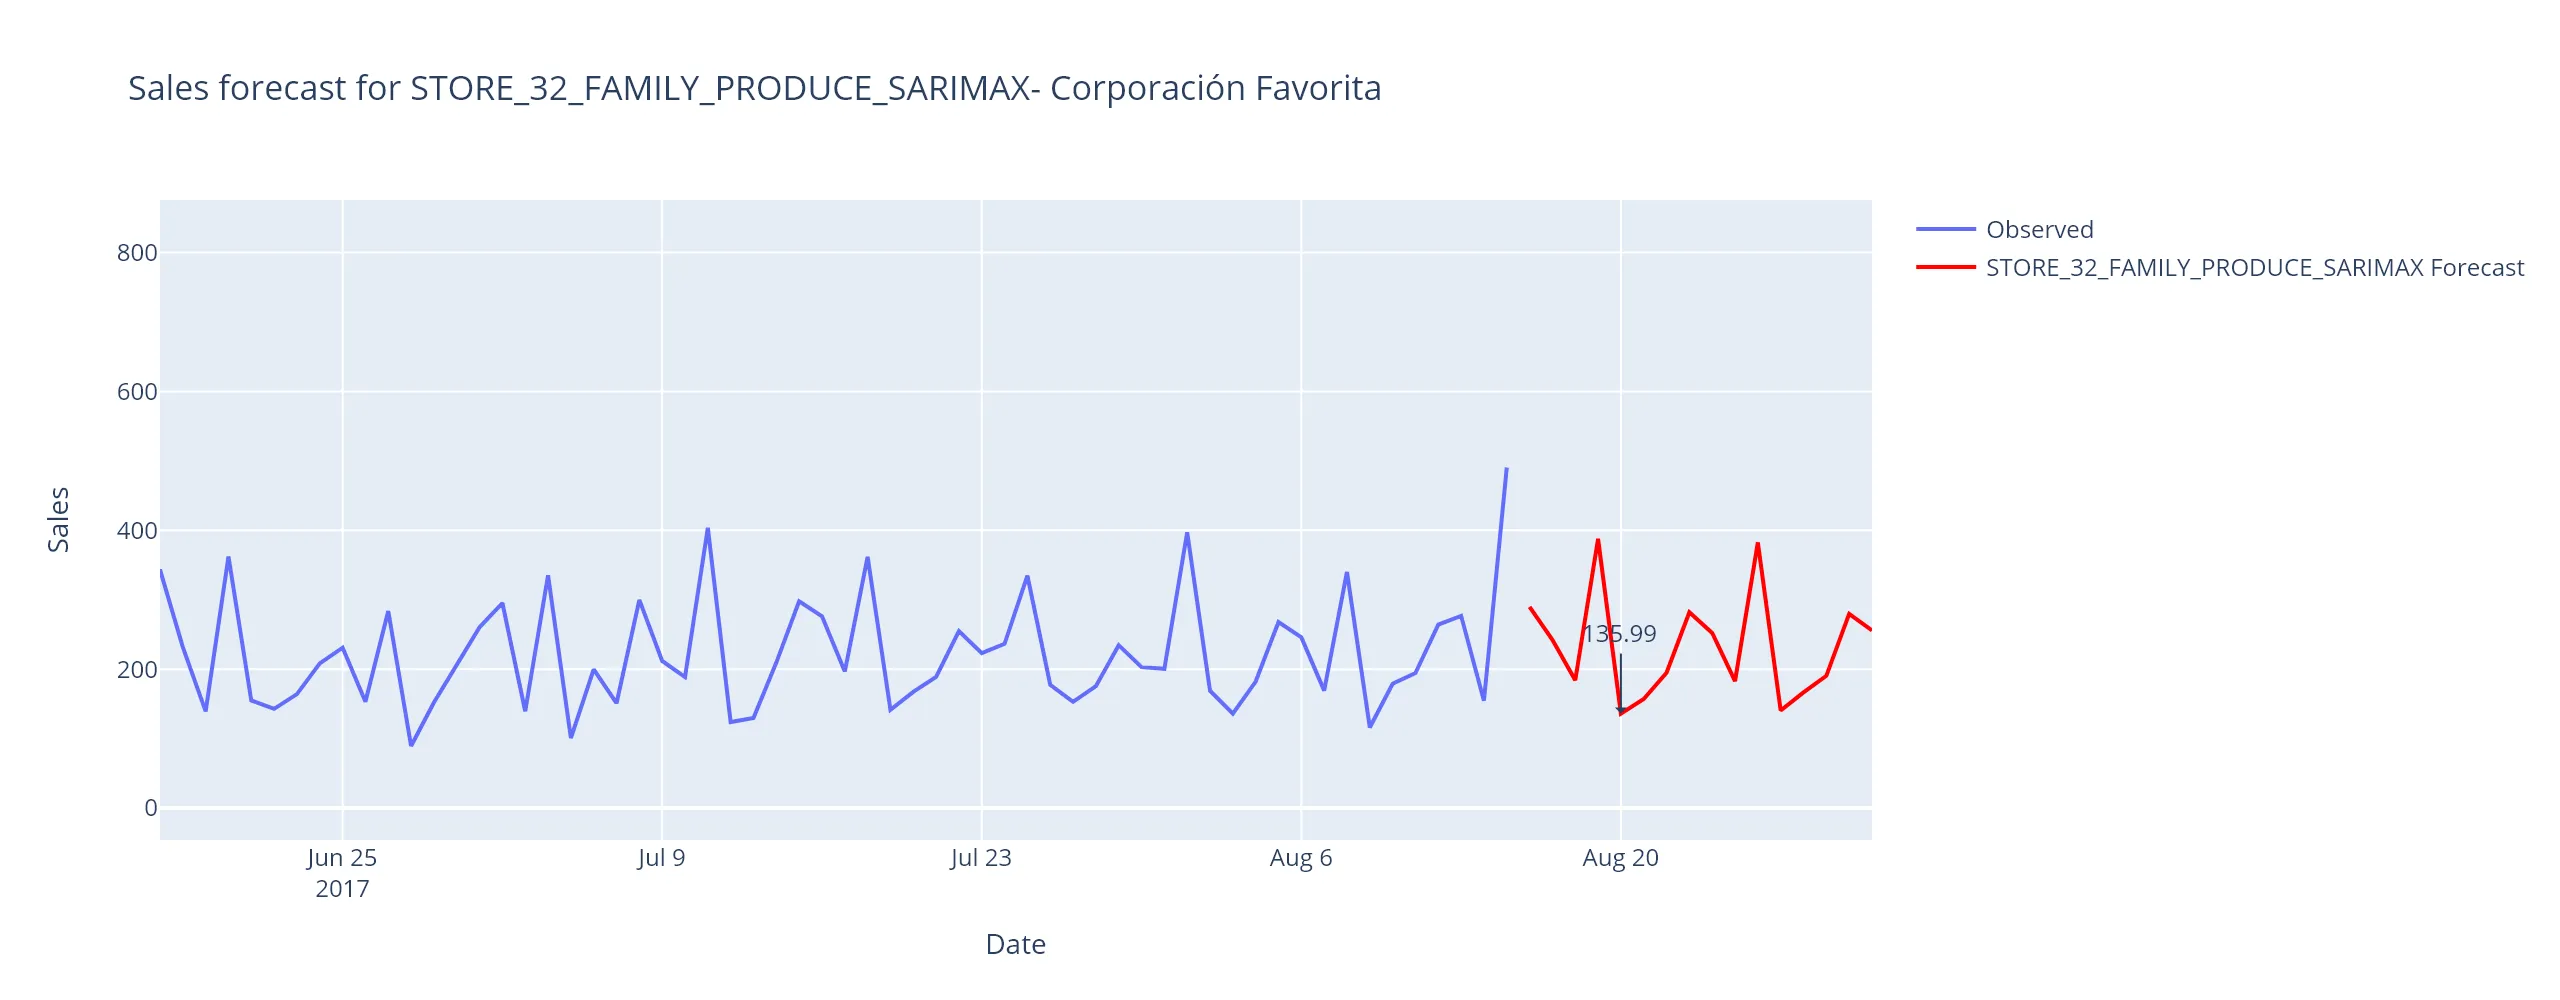 Sales forecast for STORE_32_FAMILY_PRODUCE_SARIMAX- Corporación Favorita
Observed
STORE_32_FAMILY_PRODUCE_SARIMAX Forecast
800
600
400
200
0
Sales
135.99
Jun 25
2017
Jul 9
Jul 23
Aug 6
Aug 20
Date